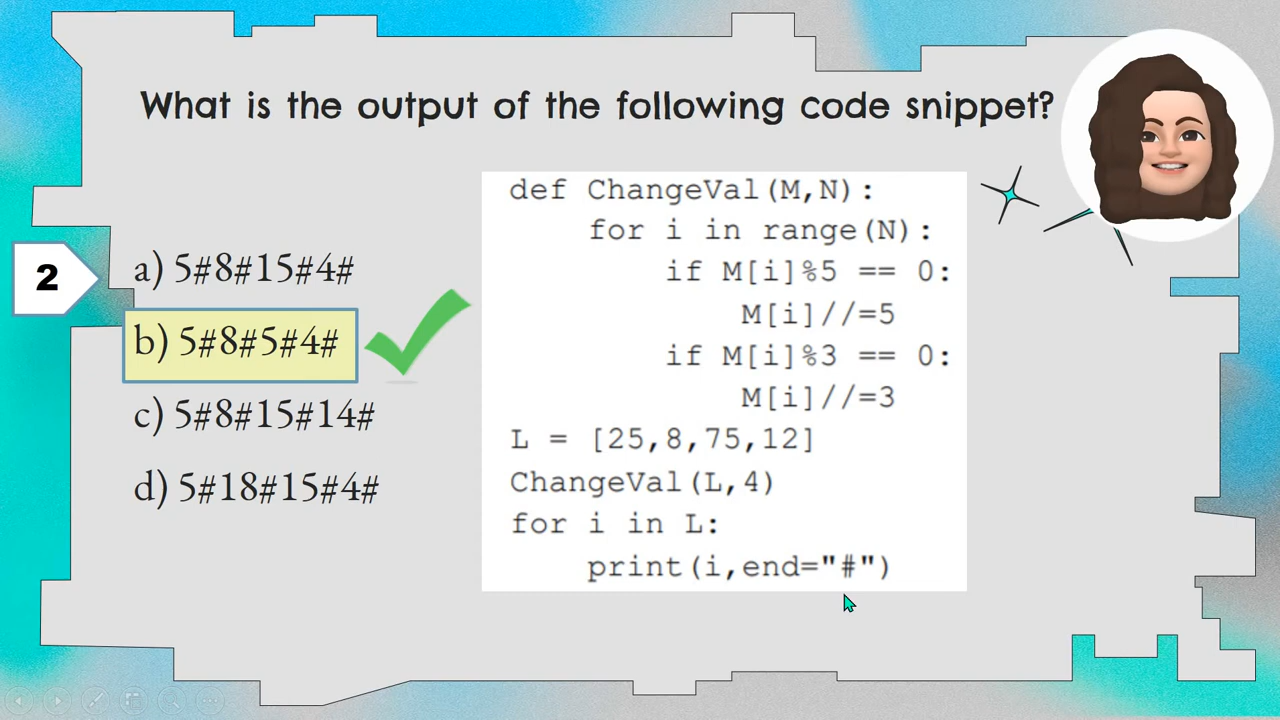 What is the output of the following code snippet?
2
a) 5#8#15#4#
b) 5#8#5#4#
c) 5#8#15#14#
d) 5#18#15#4#
def ChangeVal(M,N):
    for i in range(N):
        if M[i]%5 == 0:
            M[i]//=5
        if M[i]%3 == 0:
            M[i]//=3
L = [25,8,75,12]
ChangeVal(L,4)
for i in L:
    print(i,end="#")